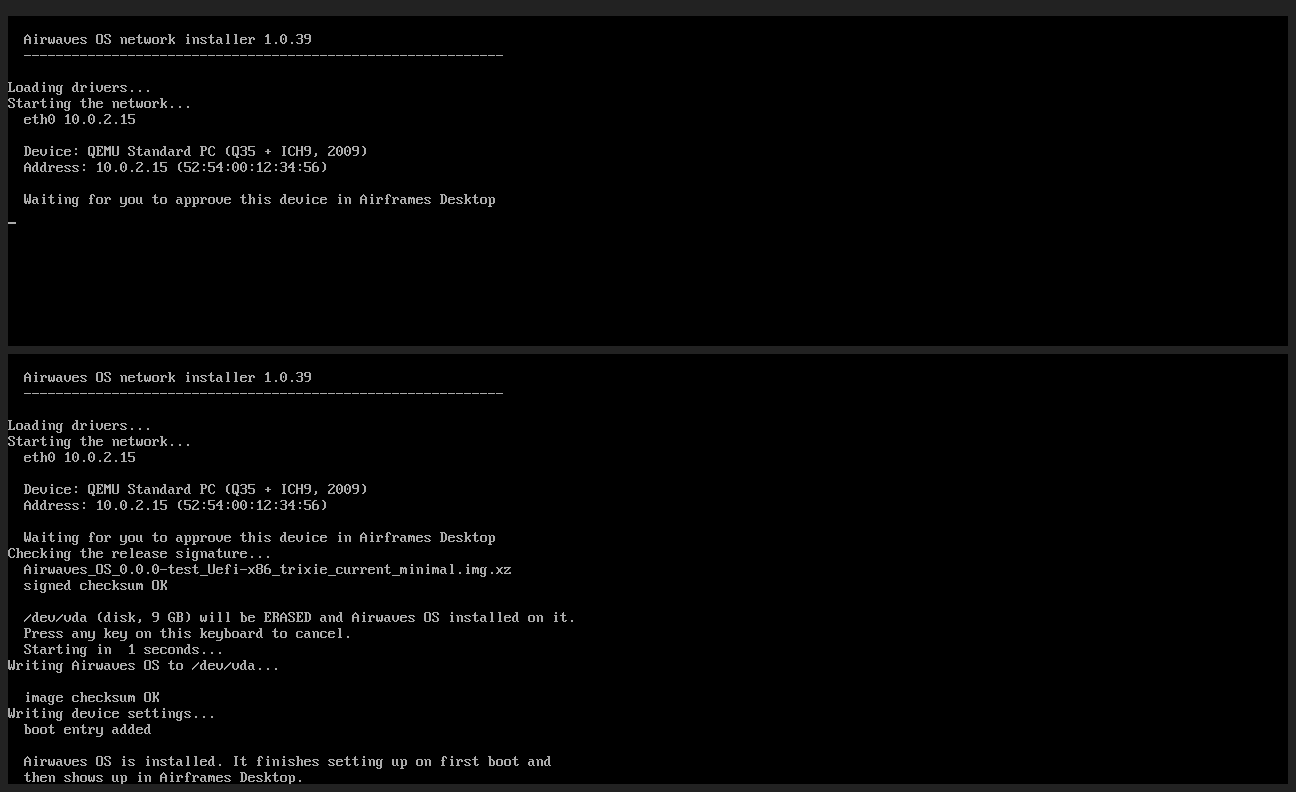 Airwaves OS network installer 1.0.39
------------------------------------------------------------
Loading drivers...
Starting the network...
eth0 10.0.2.15
Device: QEMU Standard PC (Q35 + ICH9, 2009)
Address: 10.0.2.15 (52:54:00:12:34:56)
Waiting for you to approve this device in Airframes Desktop
_
Airwaves OS network installer 1.0.39
------------------------------------------------------------
Loading drivers...
Starting the network...
eth0 10.0.2.15
Device: QEMU Standard PC (Q35 + ICH9, 2009)
Address: 10.0.2.15 (52:54:00:12:34:56)
Waiting for you to approve this device in Airframes Desktop
Checking the release signature...
Airwaves_OS_0.0.0-test_Uefi-x86_trixie_current_minimal.img.xz
signed checksum OK
/dev/vda (disk, 9 GB) will be ERASED and Airwaves OS installed on it.
Press any key on this keyboard to cancel.
Starting in  1 seconds...
Writing Airwaves OS to /dev/vda...
image checksum OK
Writing device settings...
boot entry added
Airwaves OS is installed. It finishes setting up on first boot and
then shows up in Airframes Desktop.